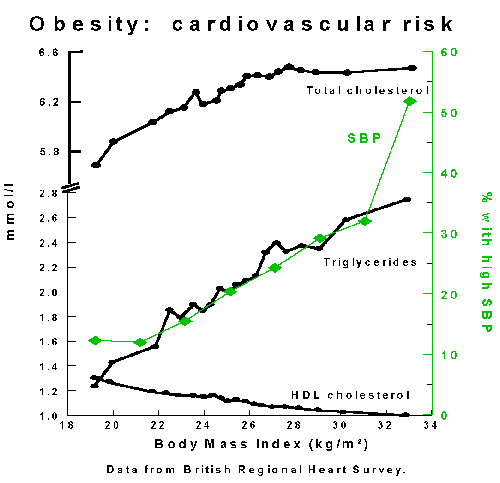 Obesity: cardiovascular risk
6.6
6.2
5.8
2.8
2.6
2.4
2.2
2.0
1.8
1.6
1.4
1.2
1.0
mmol/l
60
50
40
30
20
10
0
% with high SBP
Total cholesterol
SBP
Triglycerides
HDL cholesterol
18 20 22 24 26 28 30 32 34
Body Mass Index (kg/m²)
Data from British Regional Heart Survey.